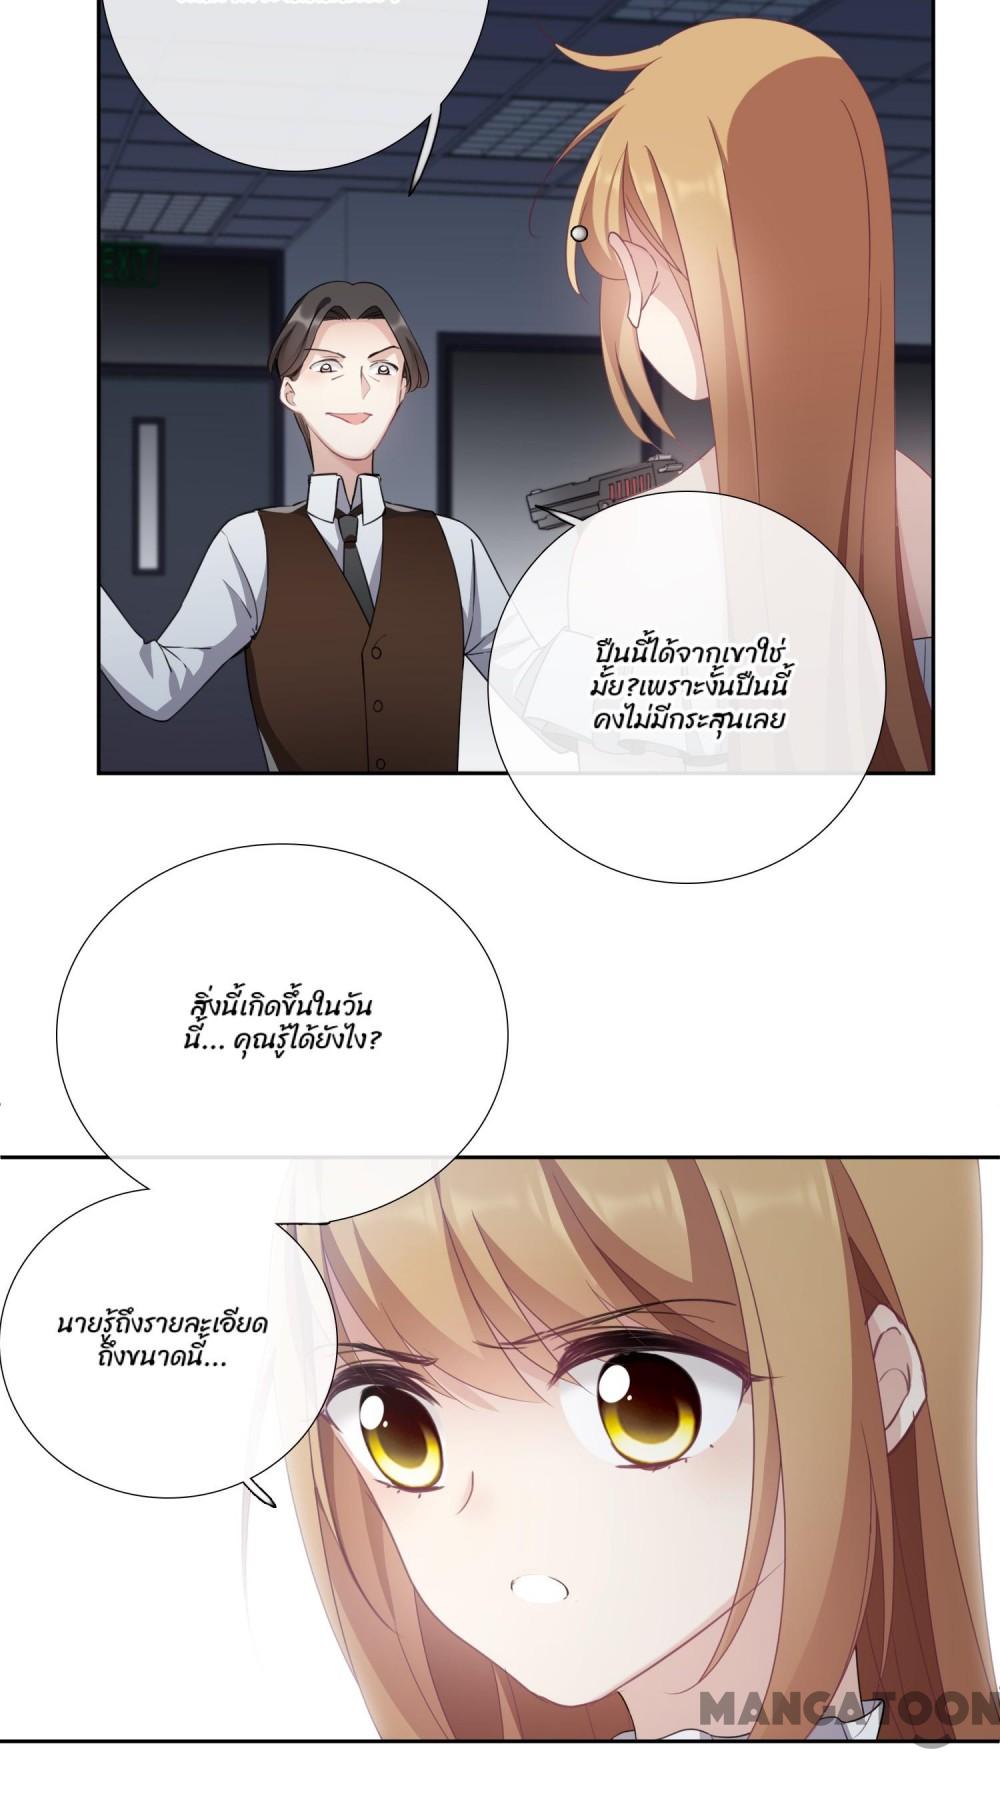 EXIT
ปืนนี้ได้จากเขาใช่
มั้ย?เพราะงั้นปืนนี้
คงไม่มีกระสุนเลย
สิ่งนี้เกิดขึ้นในวัน
นี้... คุณรู้ได้ยังไง?
นายรู้ถึงรายละเอียด
ถึงขนาดนี้...
MANGATOON